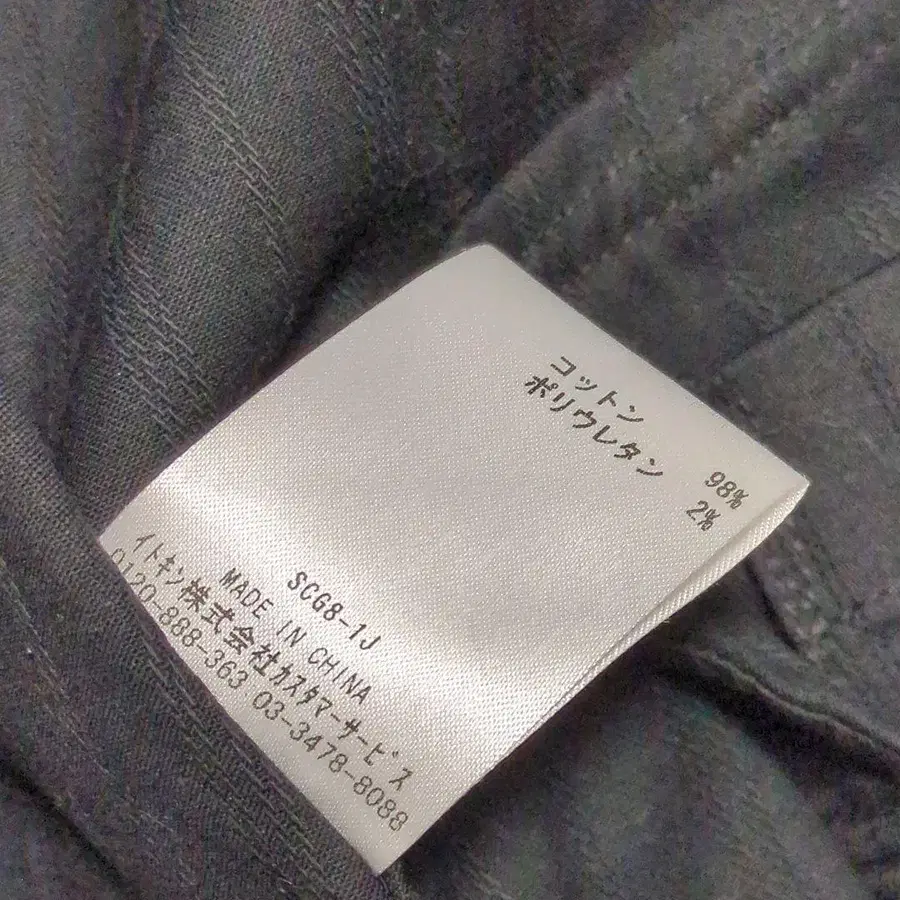 コットン 98%
ポリウレタン 2%
SCG8-1J
MADE IN CHINA
イトキン株式会社カスタマーサービス
0120-888-363 03-3478-8088